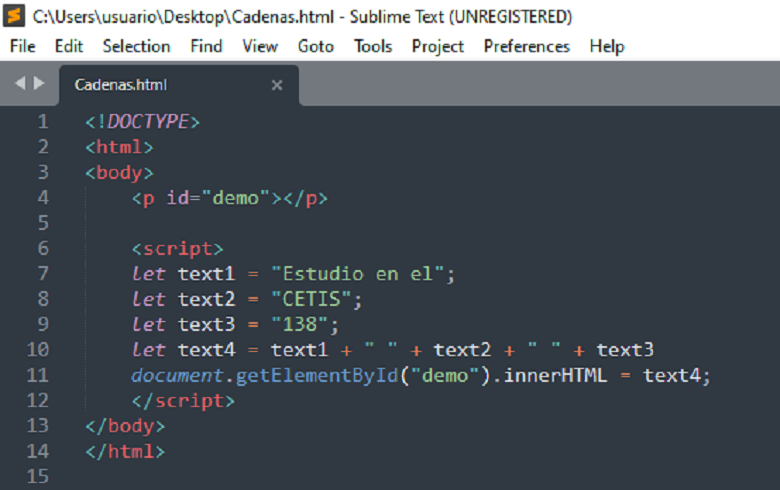 C:\Users\usuario\Desktop\Cadenas.html - Sublime Text (UNREGISTERED)
File Edit Selection Find View Goto Tools Project Preferences Help
Cadenas.html ×
1 <!DOCTYPE>
2 <html>
3 <body>
4     <p id="demo"></p>
5
6     <script>
7     let text1 = "Estudio en el";
8     let text2 = "CETIS";
9     let text3 = "138";
10     let text4 = text1 + " " + text2 + " " + text3
11     document.getElementById("demo").innerHTML = text4;
12     </script>
13 </body>
14 </html>
15